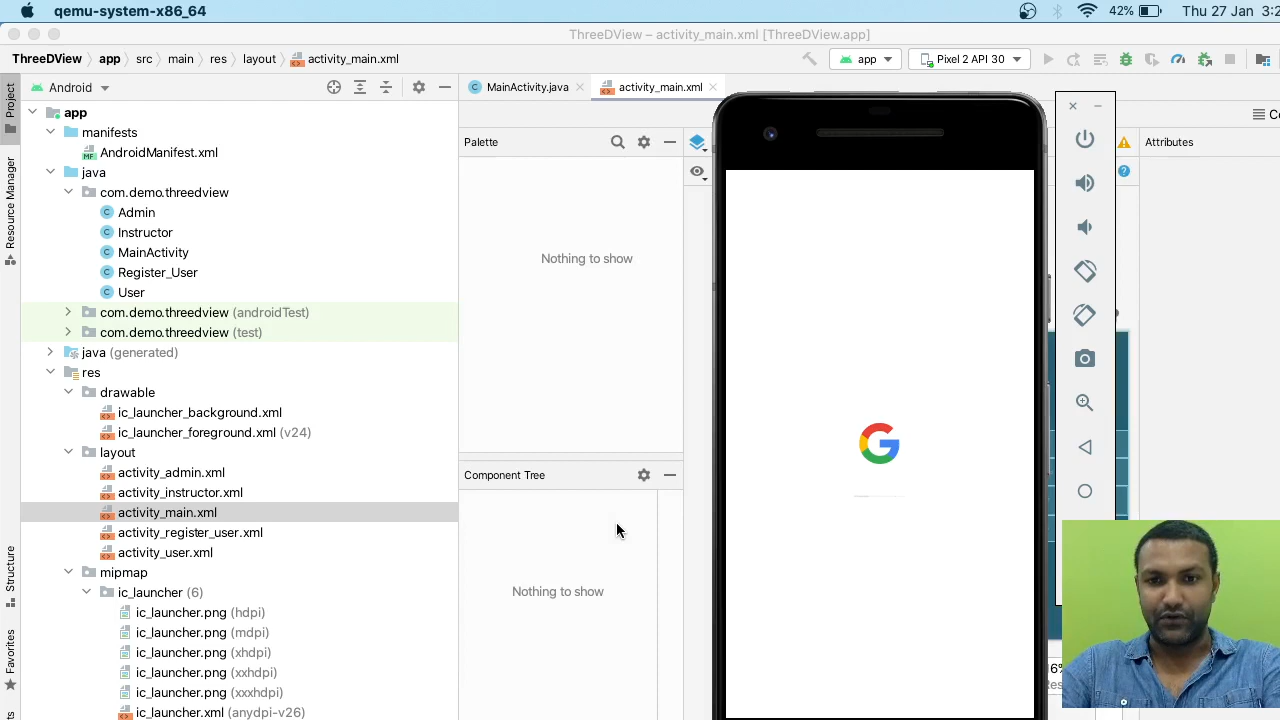 qemu-system-x86_64
42%
Thu 27 Jan
ThreeDView – activity_main.xml [ThreeDView.app]
ThreeDView
app
src
main
res
layout
activity_main.xml
app
Pixel 2 API 30
Android
MainActivity.java
activity_main.xml
Project
Resource Manager
Structure
Favorites
app
manifests
AndroidManifest.xml
java
com.demo.threedview
Admin
Instructor
MainActivity
Register_User
User
com.demo.threedview (androidTest)
com.demo.threedview (test)
java (generated)
res
drawable
ic_launcher_background.xml
ic_launcher_foreground.xml (v24)
layout
activity_admin.xml
activity_instructor.xml
activity_main.xml
activity_register_user.xml
activity_user.xml
mipmap
ic_launcher (6)
ic_launcher.png (hdpi)
ic_launcher.png (mdpi)
ic_launcher.png (xhdpi)
ic_launcher.png (xxhdpi)
ic_launcher.png (xxxhdpi)
ic_launcher.xml (anydpi-v26)
Palette
Nothing to show
Component Tree
Nothing to show
Attributes
G